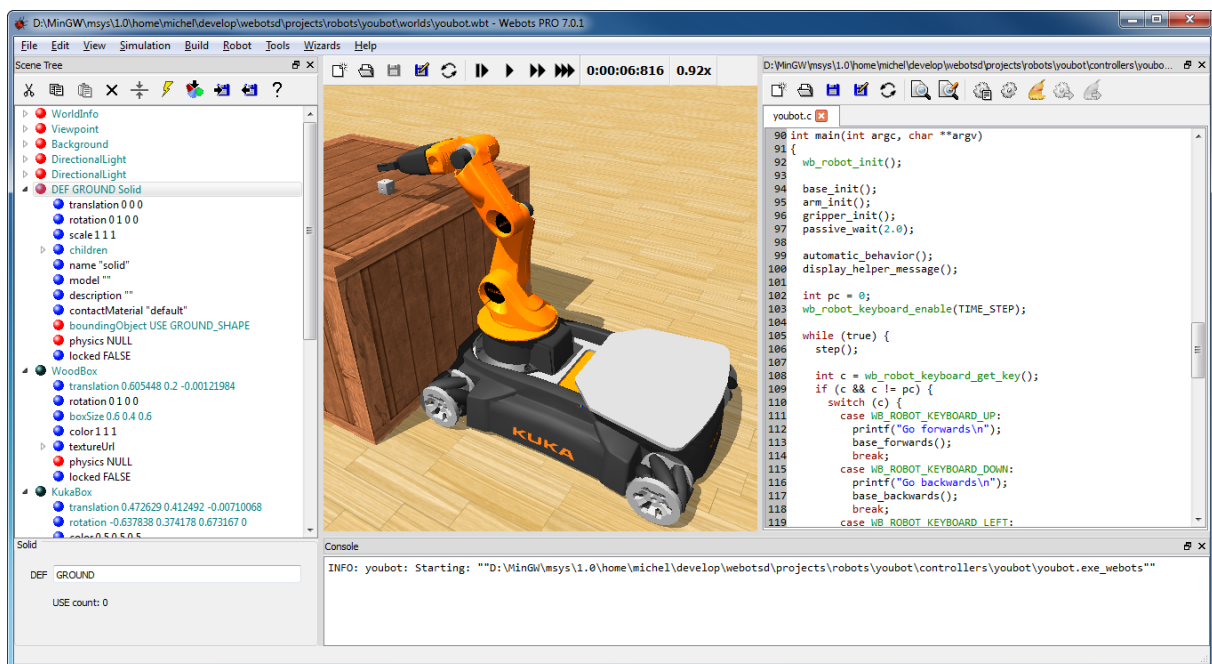 D:\MinGW\msys\1.0\home\michel\develop\webotsd\projects\robots\youbot\worlds\youbot.wbt - Webots PRO 7.0.1
File Edit View Simulation Build Robot Tools Wizards Help
Scene Tree
WorldInfo
Viewpoint
Background
DirectionalLight
DirectionalLight
DEF GROUND Solid
translation 0 0 0
rotation 0 1 0 0
scale 1 1 1
children
name "solid"
model ""
description ""
contactMaterial "default"
boundingObject USE GROUND_SHAPE
physics NULL
locked FALSE
WoodBox
translation 0.605448 0.2 -0.00121984
rotation 0 1 0 0
boxSize 0.6 0.4 0.6
color 1 1 1
textureUrl
physics NULL
locked FALSE
KukaBox
translation 0.472629 0.412492 -0.00710068
rotation -0.637838 0.374178 0.673167 0
color 0.5 0.5 0.5
Solid
DEF GROUND
USE count: 0
0:00:06:816 0.92x
KUKA
D:\MinGW\msys\1.0\home\michel\develop\webotsd\projects\robots\youbot\controllers\youbo...
youbot.c
90 int main(int argc, char **argv)
91 {
92 wb_robot_init();
93
94 base_init();
95 arm_init();
96 gripper_init();
97 passive_wait(2.0);
98
99 automatic_behavior();
100 display_helper_message();
101
102 int pc = 0;
103 wb_robot_keyboard_enable(TIME_STEP);
104
105 while (true) {
106 step();
107
108 int c = wb_robot_keyboard_get_key();
109 if (c && c != pc) {
110 switch (c) {
111 case WB_ROBOT_KEYBOARD_UP:
112 printf("Go forwards\n");
113 base_forwards();
114 break;
115 case WB_ROBOT_KEYBOARD_DOWN:
116 printf("Go backwards\n");
117 base_backwards();
118 break;
119 case WB_ROBOT_KEYBOARD_LEFT:
Console
INFO: youbot: Starting: ""D:\MinGW\msys\1.0\home\michel\develop\webotsd\projects\robots\youbot\controllers\youbot\youbot.exe_webots""